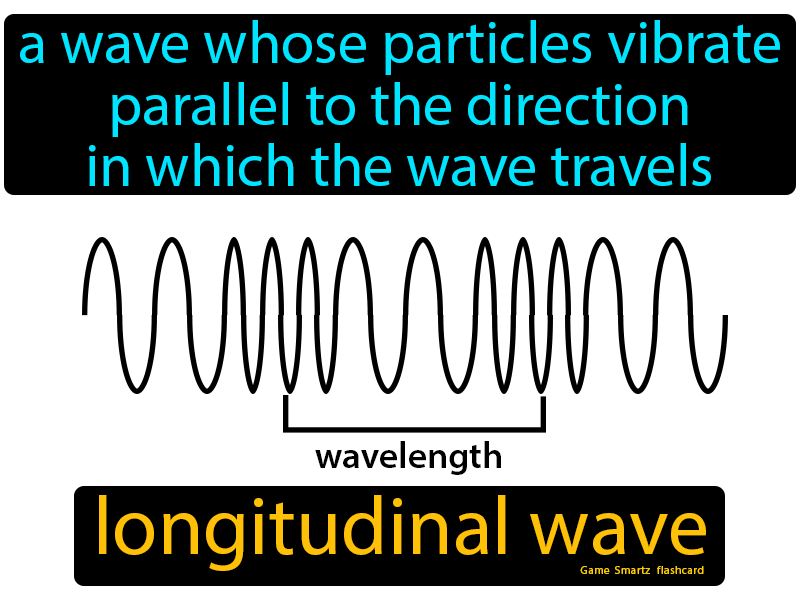 a wave whose particles vibrate
parallel to the direction
in which the wave travels
wavelength
longitudinal wave
Game Smartz flashcard